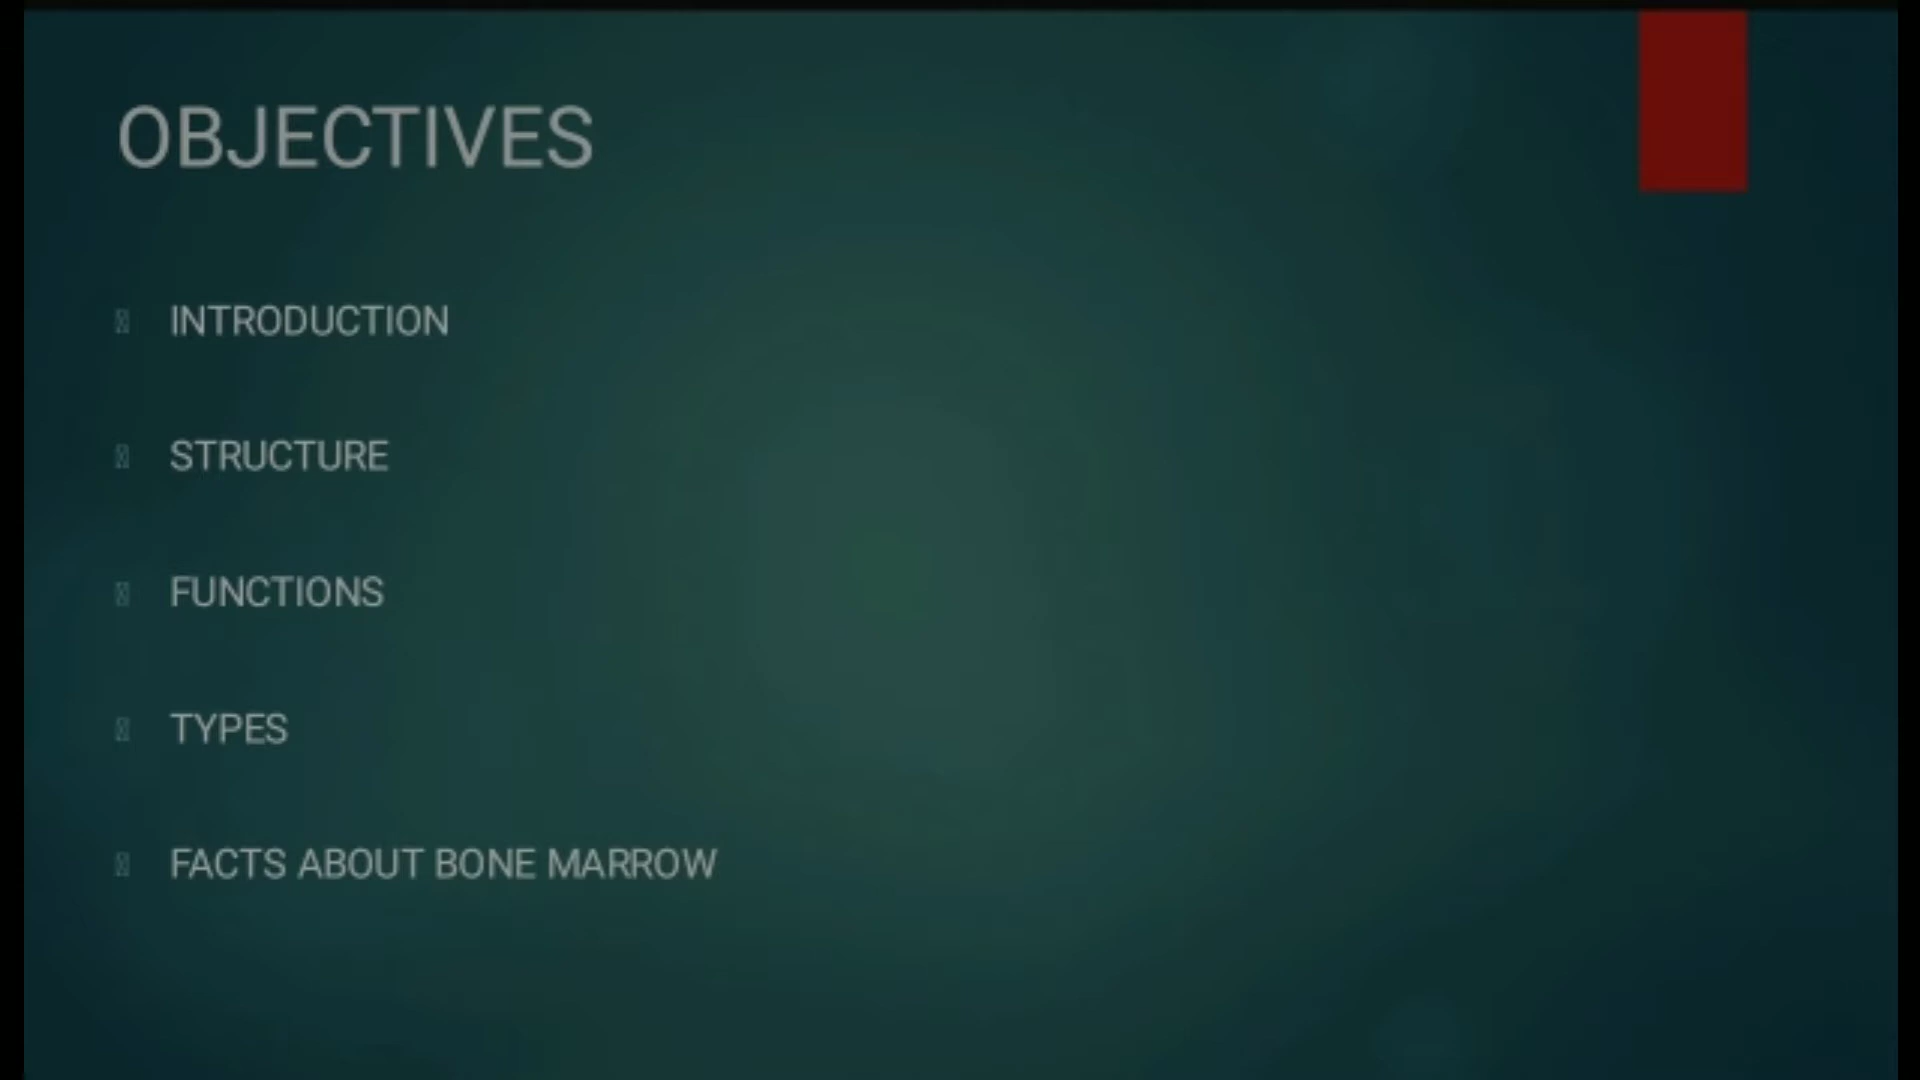 OBJECTIVES
INTRODUCTION
STRUCTURE
FUNCTIONS
TYPES
FACTS ABOUT BONE MARROW